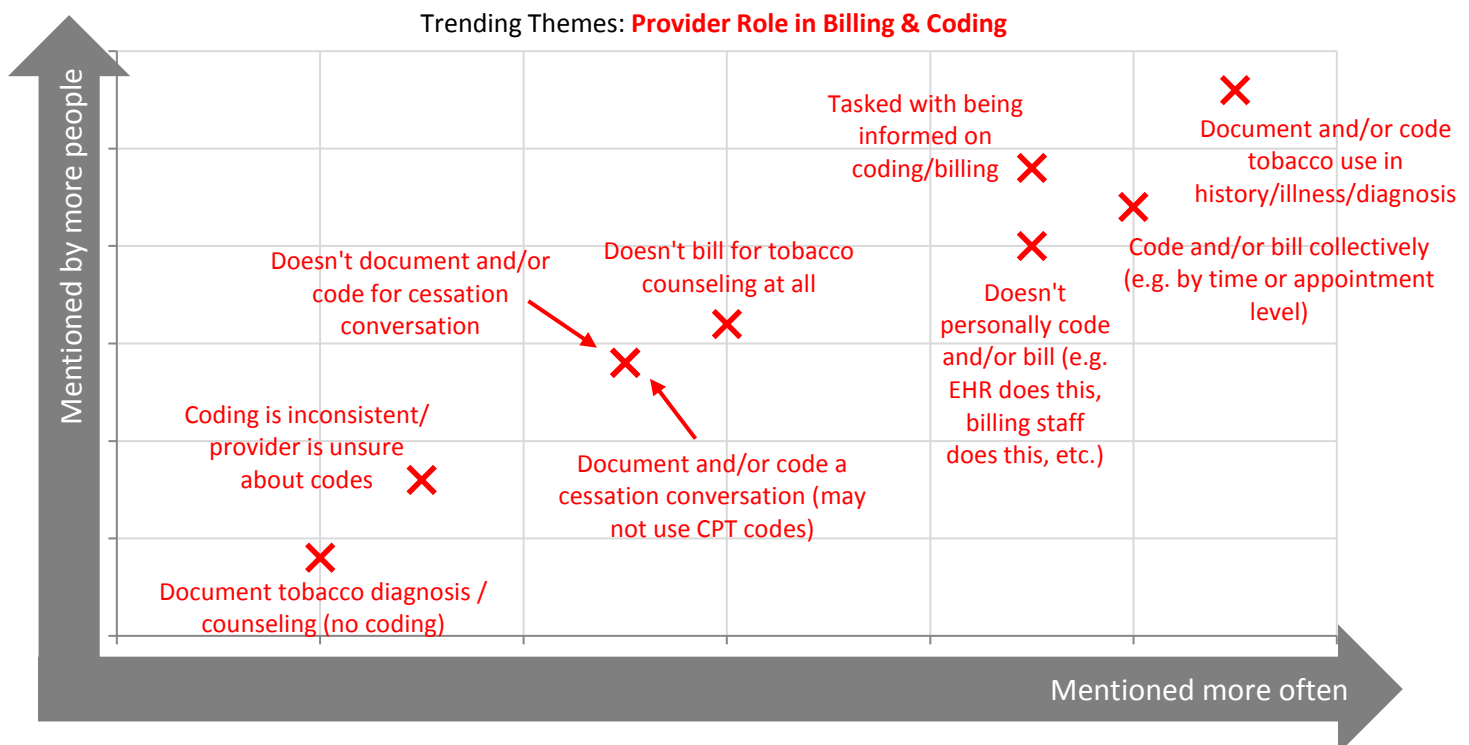 Trending Themes: Provider Role in Billing & Coding
Mentioned by more people
Tasked with being
informed on
coding/billing
Document and/or code
tobacco use in
history/illness/diagnosis
Doesn't document and/or
code for cessation
conversation
Doesn't bill for tobacco
counseling at all
Code and/or bill collectively
(e.g. by time or appointment
level)
Doesn't
personally code
and/or bill (e.g.
EHR does this,
billing staff
does this, etc.)
Coding is inconsistent/
provider is unsure
about codes
Document and/or code a
cessation conversation (may
not use CPT codes)
Document tobacco diagnosis /
counseling (no coding)
Mentioned more often